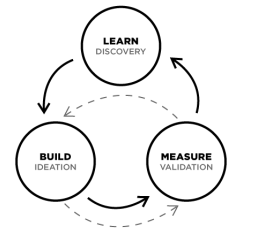 LEARN
DISCOVERY
BUILD
IDEATION
MEASURE
VALIDATION